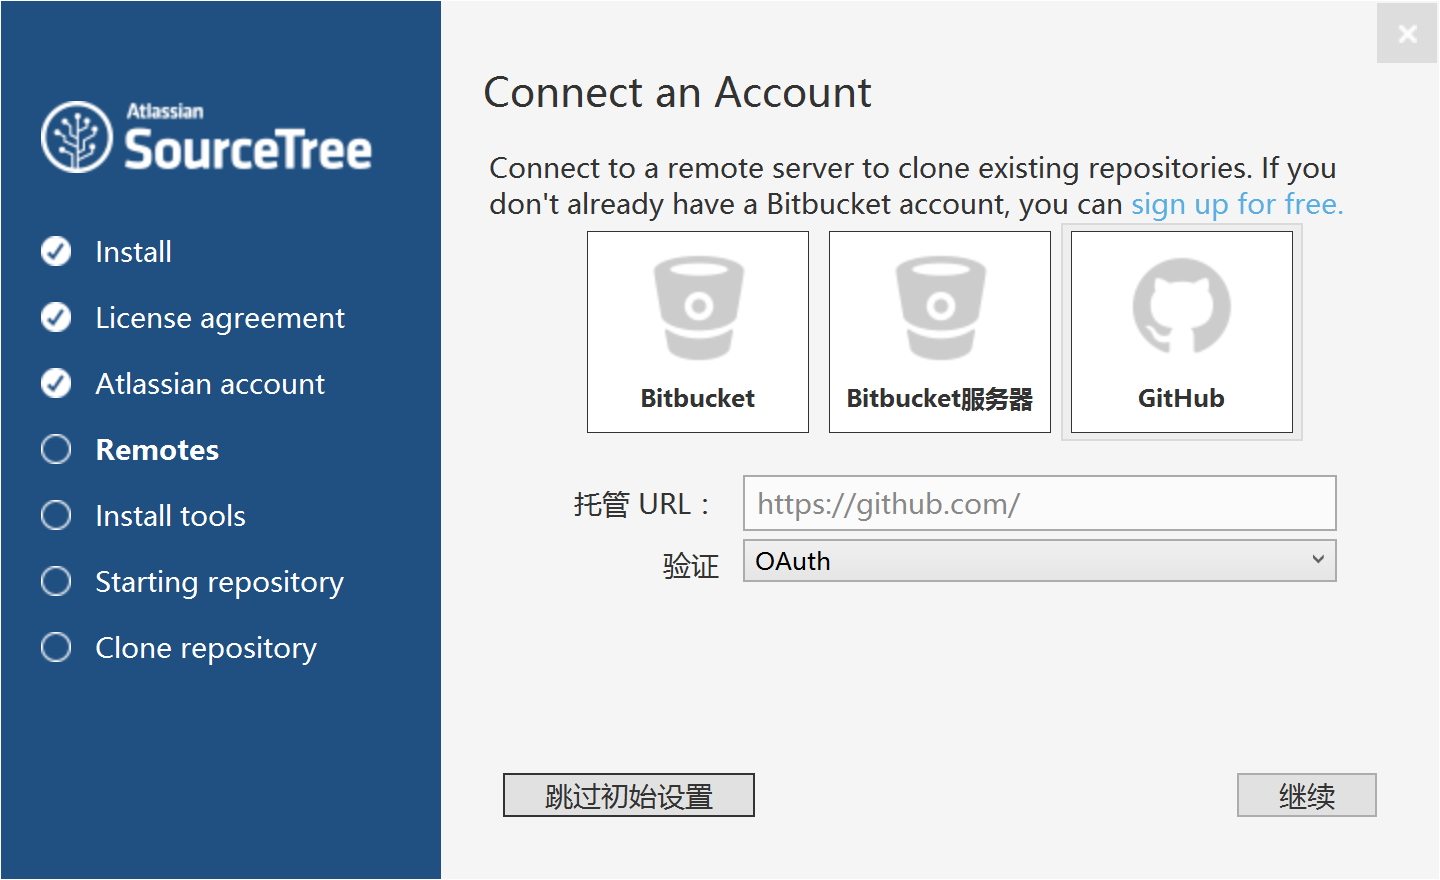 Atlassian
SourceTree
Install
License agreement
Atlassian account
Remotes
Install tools
Starting repository
Clone repository
Connect an Account
Connect to a remote server to clone existing repositories. If you
don't already have a Bitbucket account, you can sign up for free.
Bitbucket
Bitbucket服务器
GitHub
托管 URL：
https://github.com/
验证
OAuth
跳过初始设置
继续